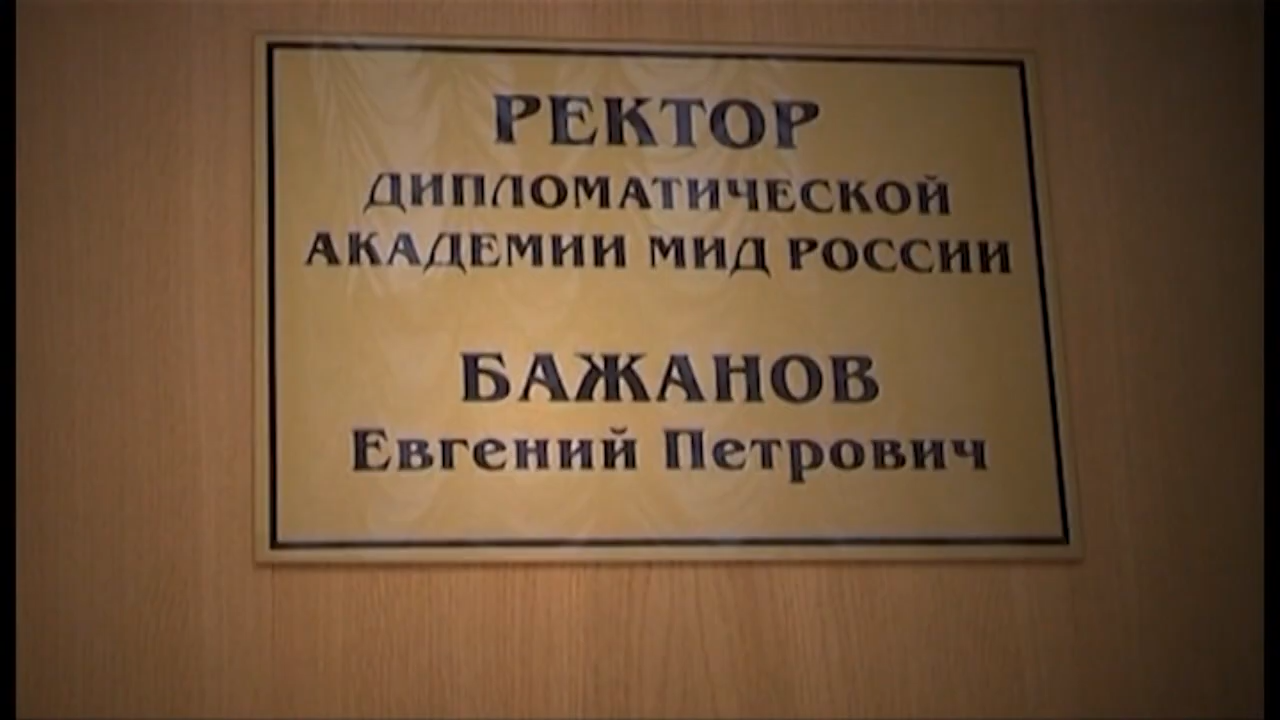 РЕКТОР
ДИПЛОМАТИЧЕСКОЙ
АКАДЕМИИ МИД РОССИИ
БАЖАНОВ
Евгений Петрович